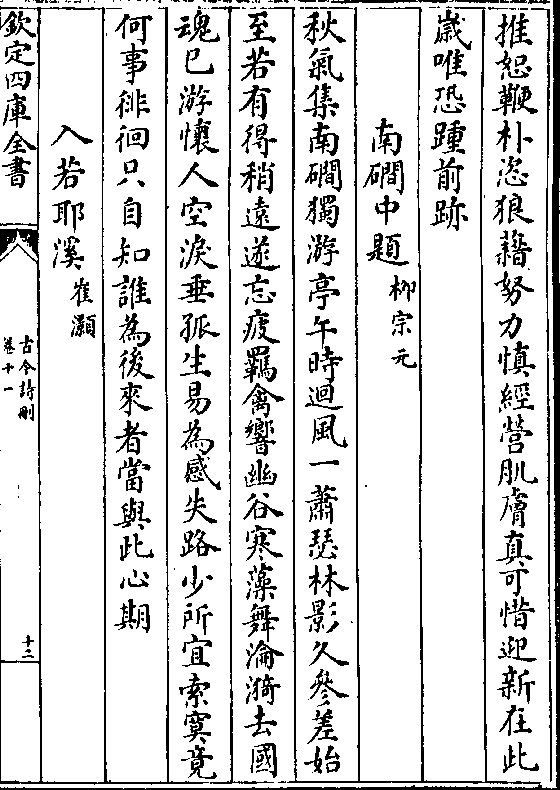 推恕鞭朴恣狼藉努力慎經營肌膚真可惜迎新在此
歲唯恐踵前跡
南磵中題 柳宗元
秋氣集南磵獨游亭午時迴風一蕭瑟林影久參差始
至若有得稍遠遂忘疲羈禽響幽谷寒藻舞淪漪去國
魂已游懷人空淚垂孤生易為感失路少所宜索寞竟
何事徘徊只自知誰為後來者當與此心期
入若耶溪 崔灝
欽定四庫全書
古今詩刪
卷十一
十二